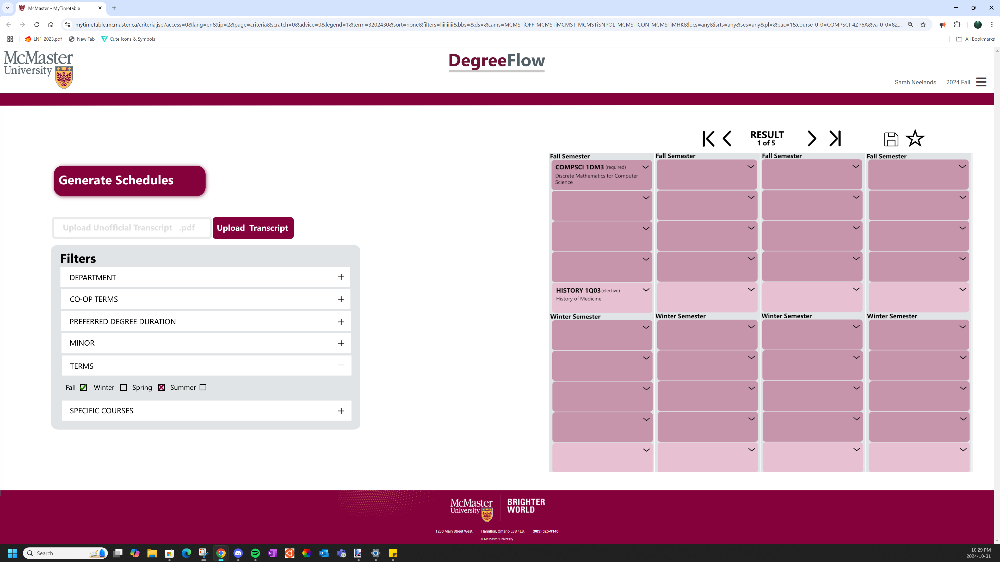 McMaster - MyTimetable
mytimetable.mcmaster.ca/criteria.jsp?access=0&lang=en&tip=2&page=criteria&scratch=0&advice=0&legend=1&term=3202430&sort=none&filters=liiiiiiiii&bbs=&ds=&cams=MCMSTiOFF_MCMSTiMCMST_MCMSTiSNPOL_MCMSTiCON_MCMSTiMHK&locs=any&isrts=any&ses=any&pl=&pac=1&course_0_0=COMPSCI-4ZP6A&va_0_0=82...
LN1-2023.pdf New Tab Cute Icons & Symbols All Bookmarks
McMaster
University
DegreeFlow
Sarah Neelands 2024 Fall
RESULT
1 of 5
Generate Schedules
Upload Unofficial Transcript .pdf
Upload Transcript
Filters
DEPARTMENT
CO-OP TERMS
PREFERRED DEGREE DURATION
MINOR
TERMS
Fall Winter Spring Summer
SPECIFIC COURSES
Fall Semester Fall Semester Fall Semester Fall Semester
COMPSCI 1DM3 (required)
Discrete Mathematics for Computer
Science
HISTORY 1Q03 (elective)
History of Medicine
Winter Semester Winter Semester Winter Semester Winter Semester
McMaster
University
BRIGHTER
WORLD
1280 Main Street West. Hamilton, Ontario L8S 4L8. (905) 525-9140
© McMaster University
Search
10:29 PM
2024-10-31